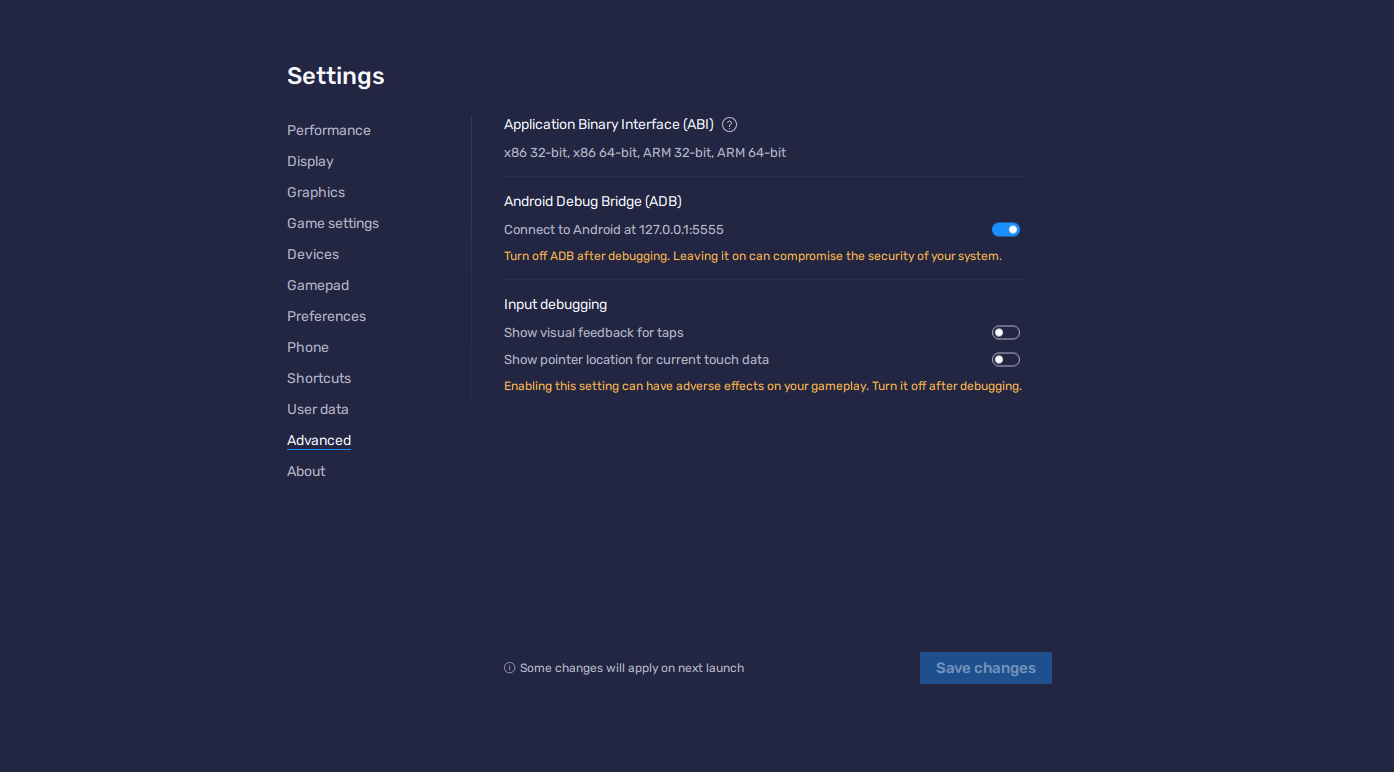 Settings
Performance
Display
Graphics
Game settings
Devices
Gamepad
Preferences
Phone
Shortcuts
User data
Advanced
About
Application Binary Interface (ABI)
x86 32-bit, x86 64-bit, ARM 32-bit, ARM 64-bit
Android Debug Bridge (ADB)
Connect to Android at 127.0.0.1:5555
Turn off ADB after debugging. Leaving it on can compromise the security of your system.
Input debugging
Show visual feedback for taps
Show pointer location for current touch data
Enabling this setting can have adverse effects on your gameplay. Turn it off after debugging.
Some changes will apply on next launch
Save changes